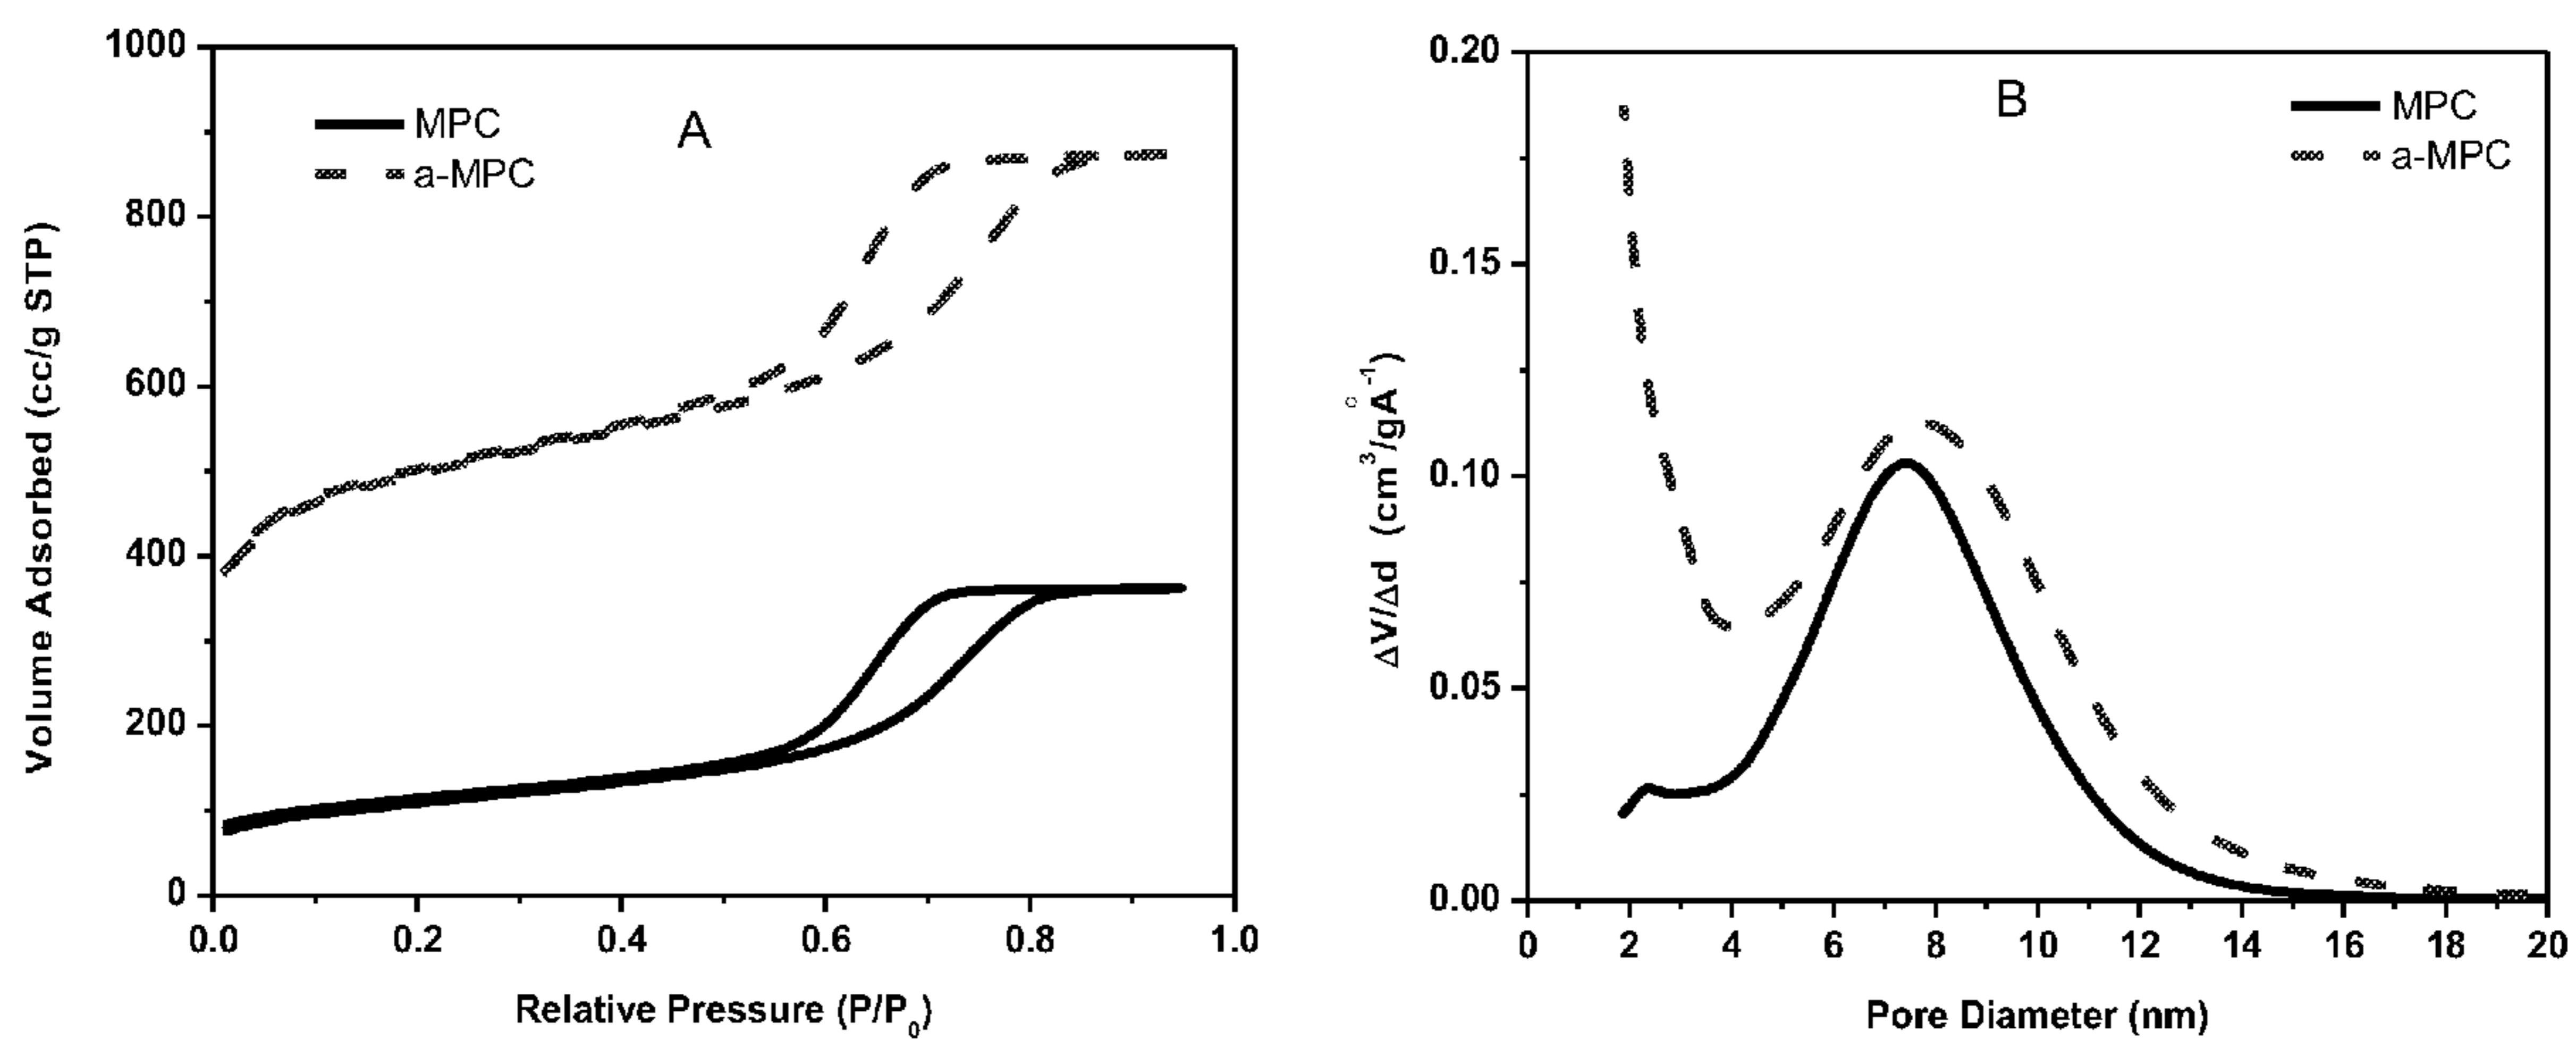 A
MPC
a-MPC
1000
800
600
400
200
0
0.0 0.2 0.4 0.6 0.8 1.0
Volume Adsorbed (cc/g STP)
Relative Pressure (P/P0)
B
MPC
a-MPC
0.20
0.15
0.10
0.05
0.00
0 2 4 6 8 10 12 14 16 18 20
ΔV/Δd (cm³/gÅ⁻¹)
Pore Diameter (nm)